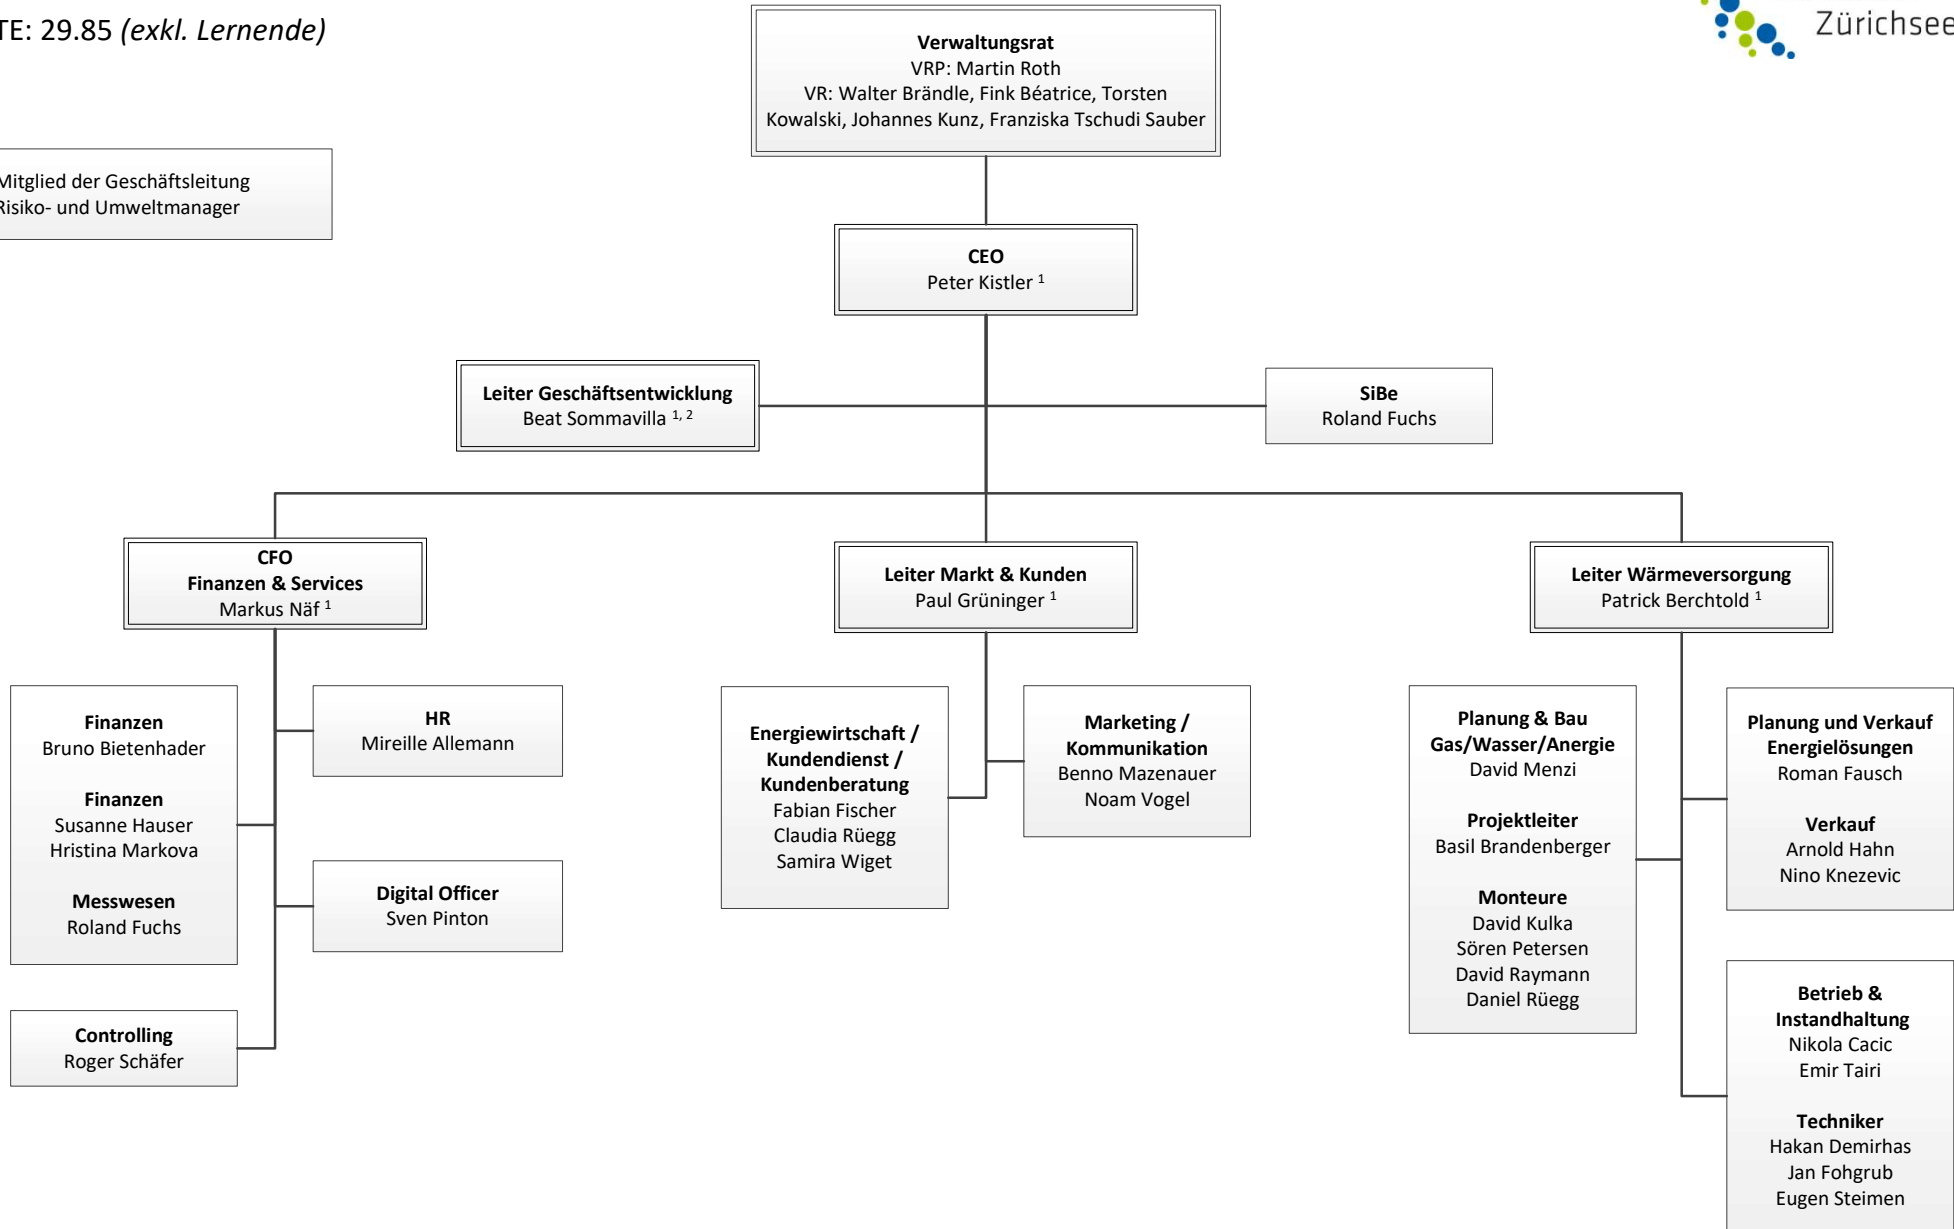 TE: 29.85 (exkl. Lernende)
Zürichsee
Verwaltungsrat
VRP: Martin Roth
VR: Walter Brändle, Fink Béatrice, Torsten
Kowalski, Johannes Kunz, Franziska Tschudi Sauber
Mitglied der Geschäftsleitung
Risiko- und Umweltmanager
CEO
Peter Kistler 1
Leiter Geschäftsentwicklung
Beat Sommavilla 1, 2
SiBe
Roland Fuchs
CFO
Finanzen & Services
Markus Näf 1
Leiter Markt & Kunden
Paul Grüninger 1
Leiter Wärmeversorgung
Patrick Berchtold 1
Finanzen
Bruno Bietenhader
Finanzen
Susanne Hauser
Hristina Markova
Messwesen
Roland Fuchs
HR
Mireille Allemann
Digital Officer
Sven Pinton
Controlling
Roger Schäfer
Energiewirtschaft /
Kundendienst /
Kundenberatung
Fabian Fischer
Claudia Rüegg
Samira Wiget
Marketing /
Kommunikation
Benno Mazenauer
Noam Vogel
Planung & Bau
Gas/Wasser/Anergie
David Menzi
Projektleiter
Basil Brandenberger
Monteure
David Kulka
Sören Petersen
David Raymann
Daniel Rüegg
Planung und Verkauf
Energielösungen
Roman Fausch
Verkauf
Arnold Hahn
Nino Knezevic
Betrieb &
Instandhaltung
Nikola Cacic
Emir Tairi
Techniker
Hakan Demirhas
Jan Fohgrub
Eugen Steimen